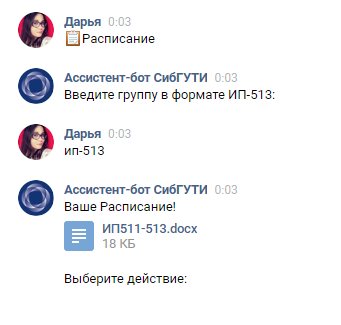 Дарья 0:03
📋Расписание
Ассистент-бот СибГУТИ 0:03
Введите группу в формате ИП-513:
Дарья 0:03
ип-513
Ассистент-бот СибГУТИ 0:03
Ваше Расписание!
ИП511-513.docx
18 КБ
Выберите действие: